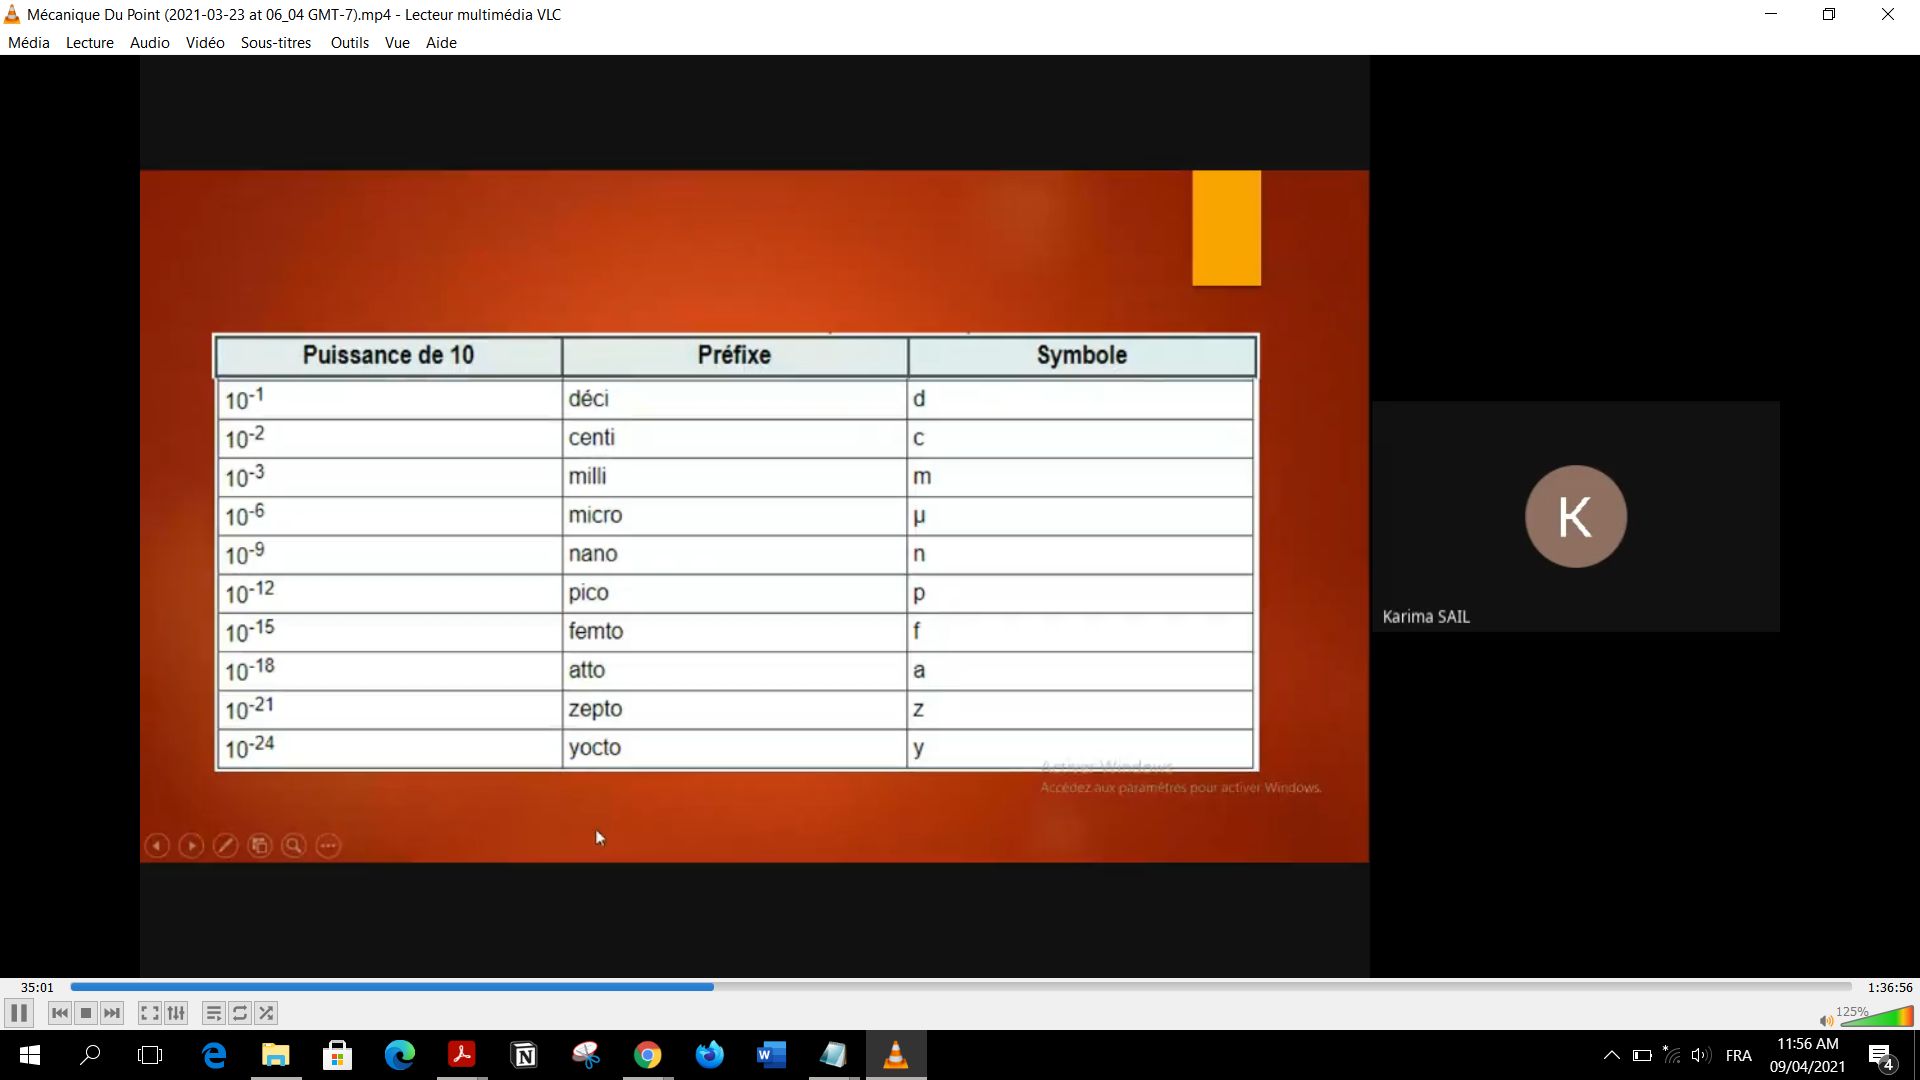 Mécanique Du Point (2021-03-23 at 06_04 GMT-7).mp4 - Lecteur multimédia VLC
Média Lecture Audio Vidéo Sous-titres Outils Vue Aide
Puissance de 10 Préfixe Symbole
10-1 déci d
10-2 centi c
10-3 milli m
10-6 micro µ
10-9 nano n
10-12 pico p
10-15 femto f
10-18 atto a
10-21 zepto z
10-24 yocto y
Activer Windows
Accédez aux paramètres pour activer Windows.
K
Karima SAIL
35:01 1:36:56
125%
FRA
11:56 AM
09/04/2021
4